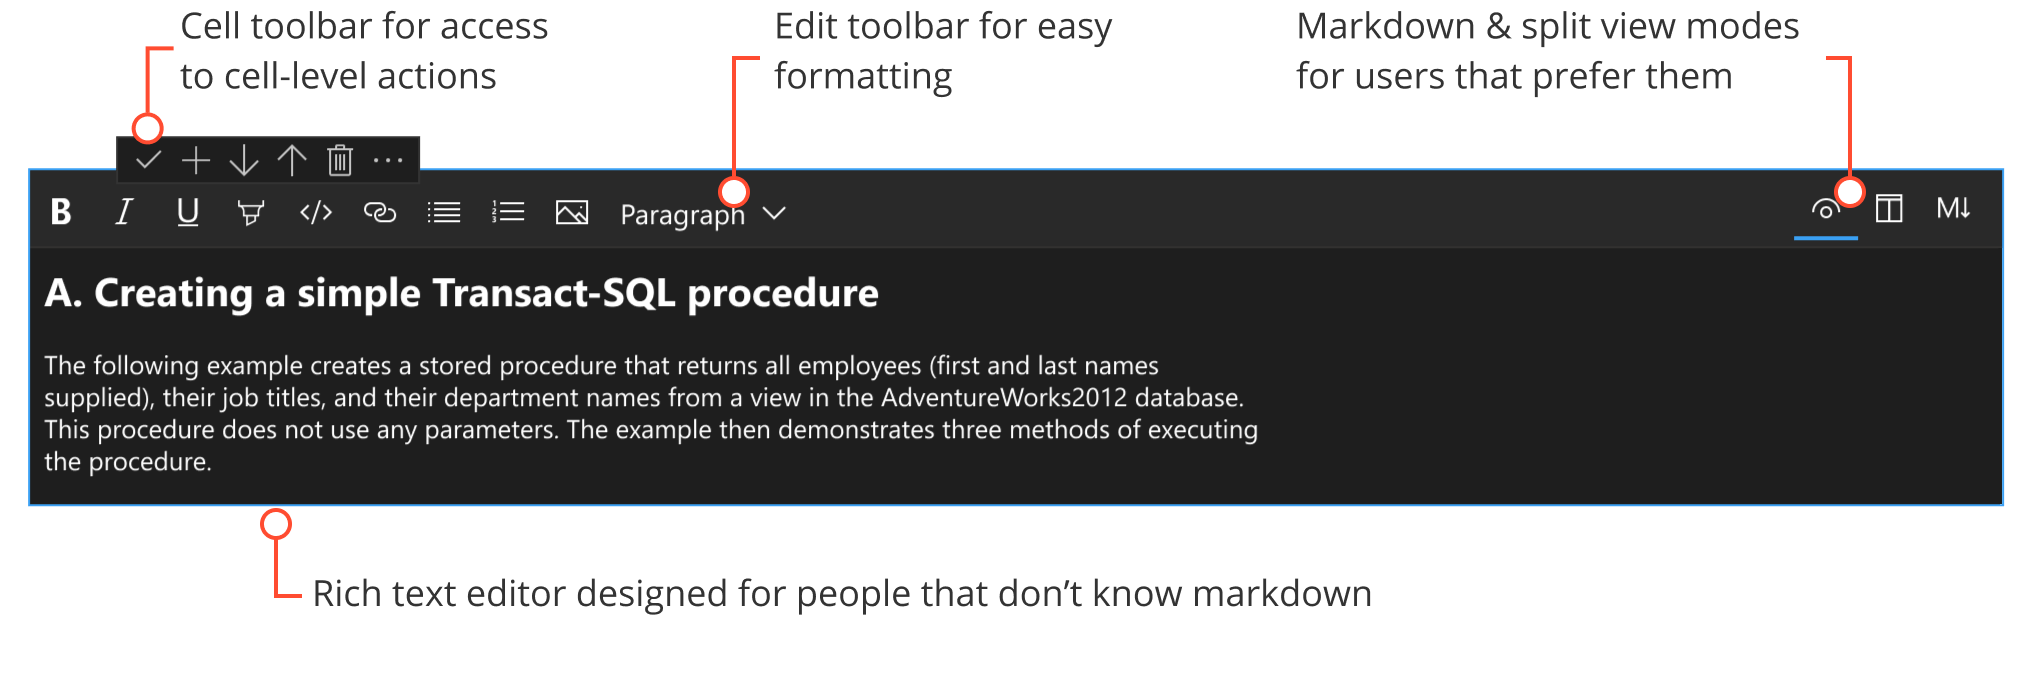 Cell toolbar for access
to cell-level actions
Edit toolbar for easy
formatting
Markdown & split view modes
for users that prefer them
B I U </> Paragraph M↓
A. Creating a simple Transact-SQL procedure
The following example creates a stored procedure that returns all employees (first and last names
supplied), their job titles, and their department names from a view in the AdventureWorks2012 database.
This procedure does not use any parameters. The example then demonstrates three methods of executing
the procedure.
Rich text editor designed for people that don’t know markdown